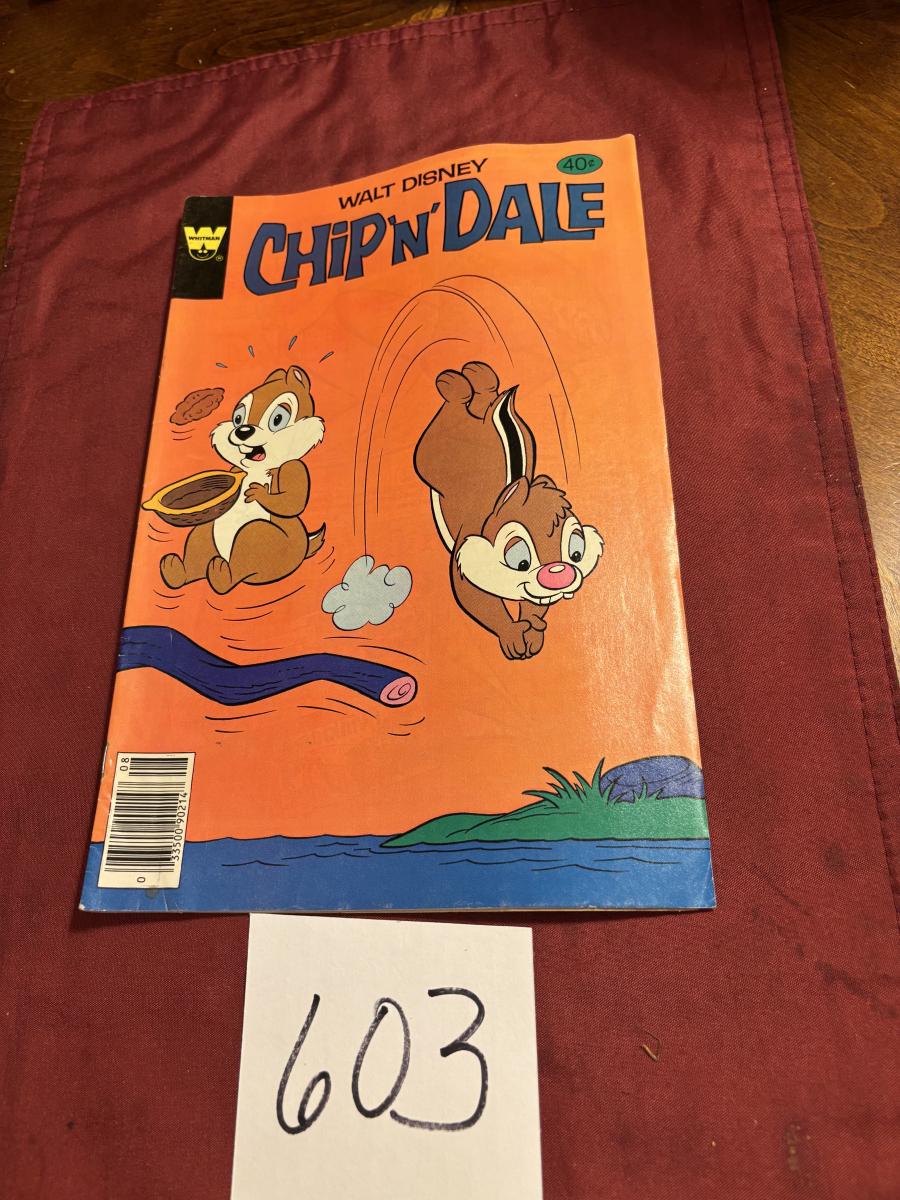 WALT DISNEY
40¢
CHIP 'N' DALE
WHITMAN
W
®
08
33500-90214
0
603